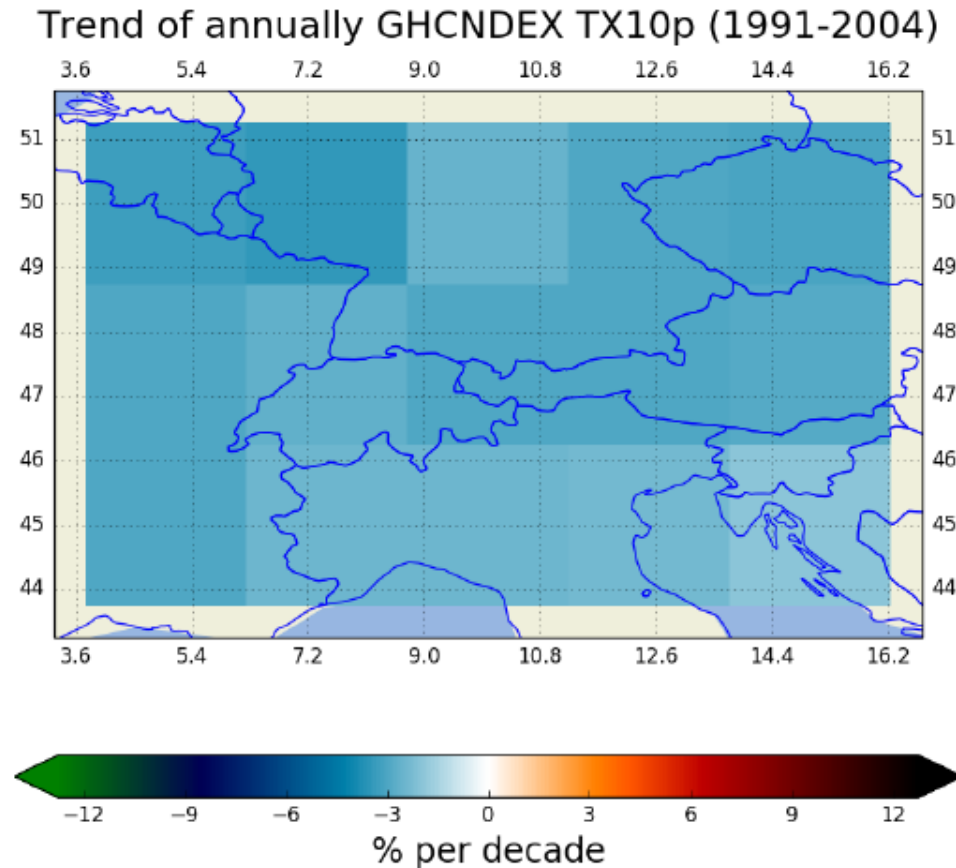 Trend of annually GHCNDEX TX10p (1991-2004)
3.6 5.4 7.2 9.0 10.8 12.6 14.4 16.2
51 51
50 50
49 49
48 48
47 47
46 46
45 45
44 44
3.6 5.4 7.2 9.0 10.8 12.6 14.4 16.2
−12 −9 −6 −3 0 3 6 9 12
% per decade